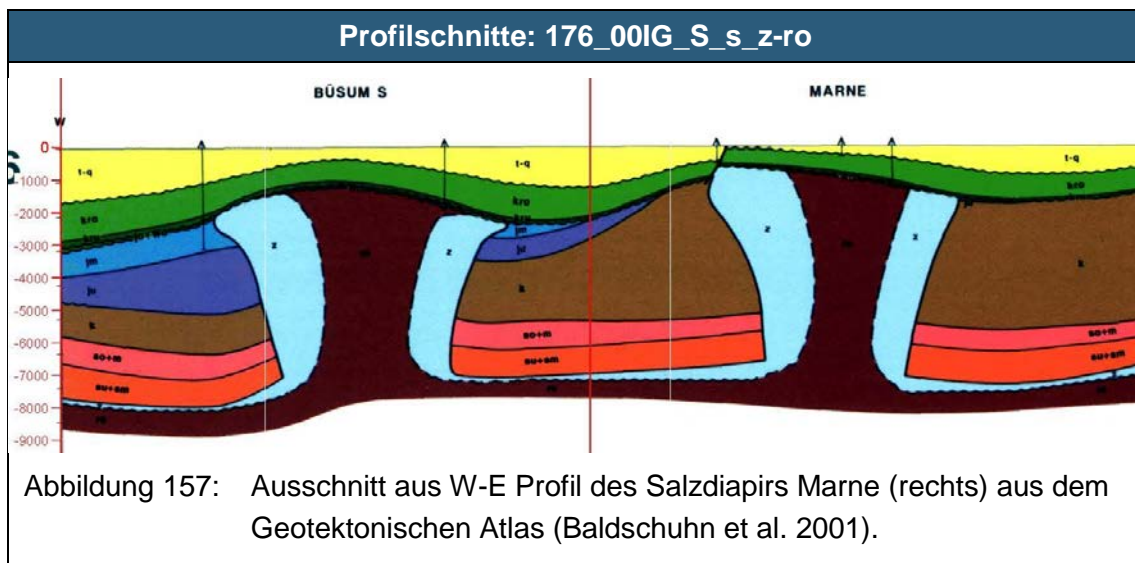 Profilschnitte: 176_00IG_S_s_z-ro
BÜSUM S
MARNE
W
0
-1000
-2000
-3000
-4000
-5000
-6000
-7000
-8000
-9000
t-q
t-q
t-q
kro
kro
kro
jm
jm
ju
ju
k
k
k
z
z
z
z
so+m
so+m
so+m
su+sm
su+sm
su+sm
ro
Abbildung 157: Ausschnitt aus W-E Profil des Salzdiapirs Marne (rechts) aus dem
Geotektonischen Atlas (Baldschuhn et al. 2001).